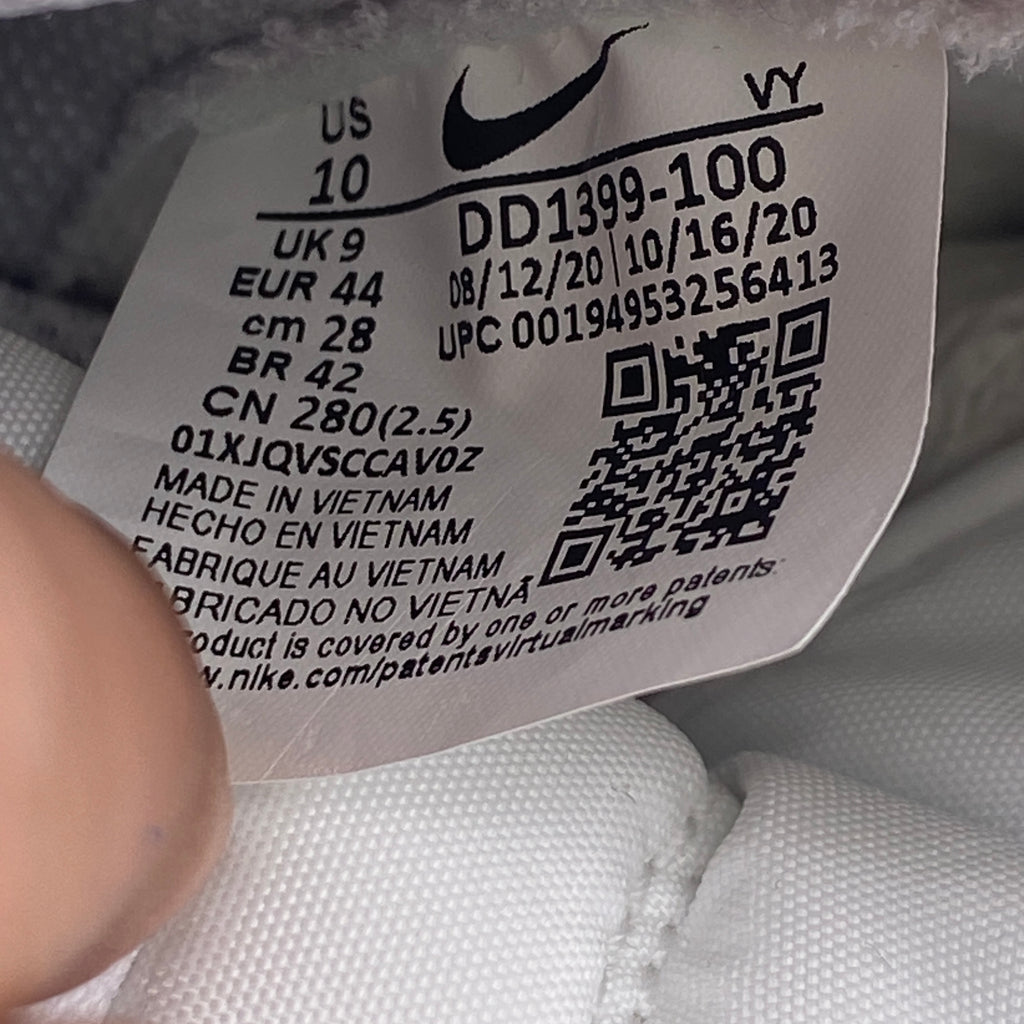 US
10
VY
UK 9
EUR 44
cm 28
BR 42
CN 280(2.5)
01XJQVSCCAV0Z
MADE IN VIETNAM
HECHO EN VIETNAM
FABRIQUE AU VIETNAM
BRICADO NO VIETNÃ
oduct is covered by one or more patents:
.nike.com/patentsvirtualmarking
DD1399-100
08/12/20 | 10/16/20
UPC 00194953256413